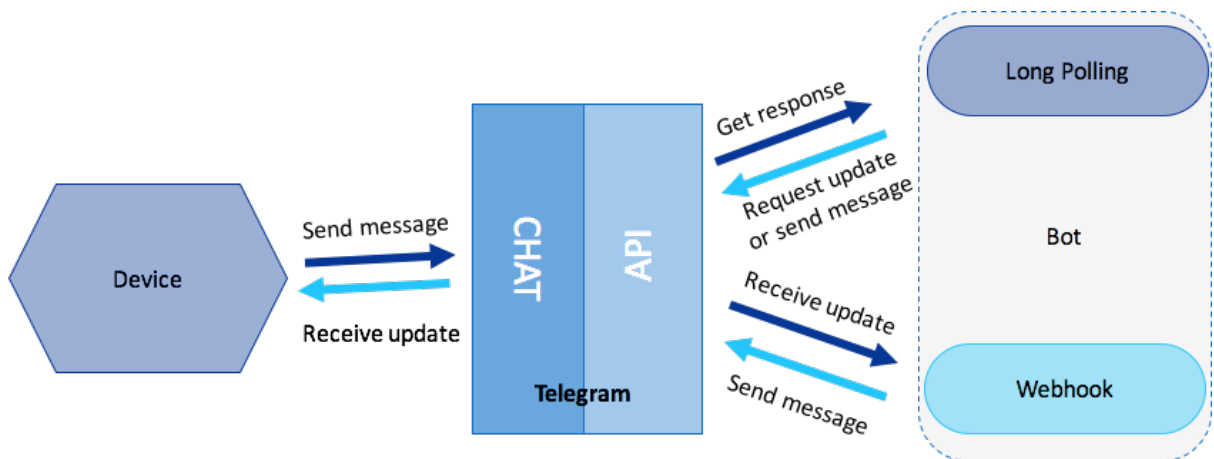 Device
Send message
Receive update
CHAT
API
Telegram
Get response
Request update
or send message
Receive update
Send message
Long Polling
Bot
Webhook